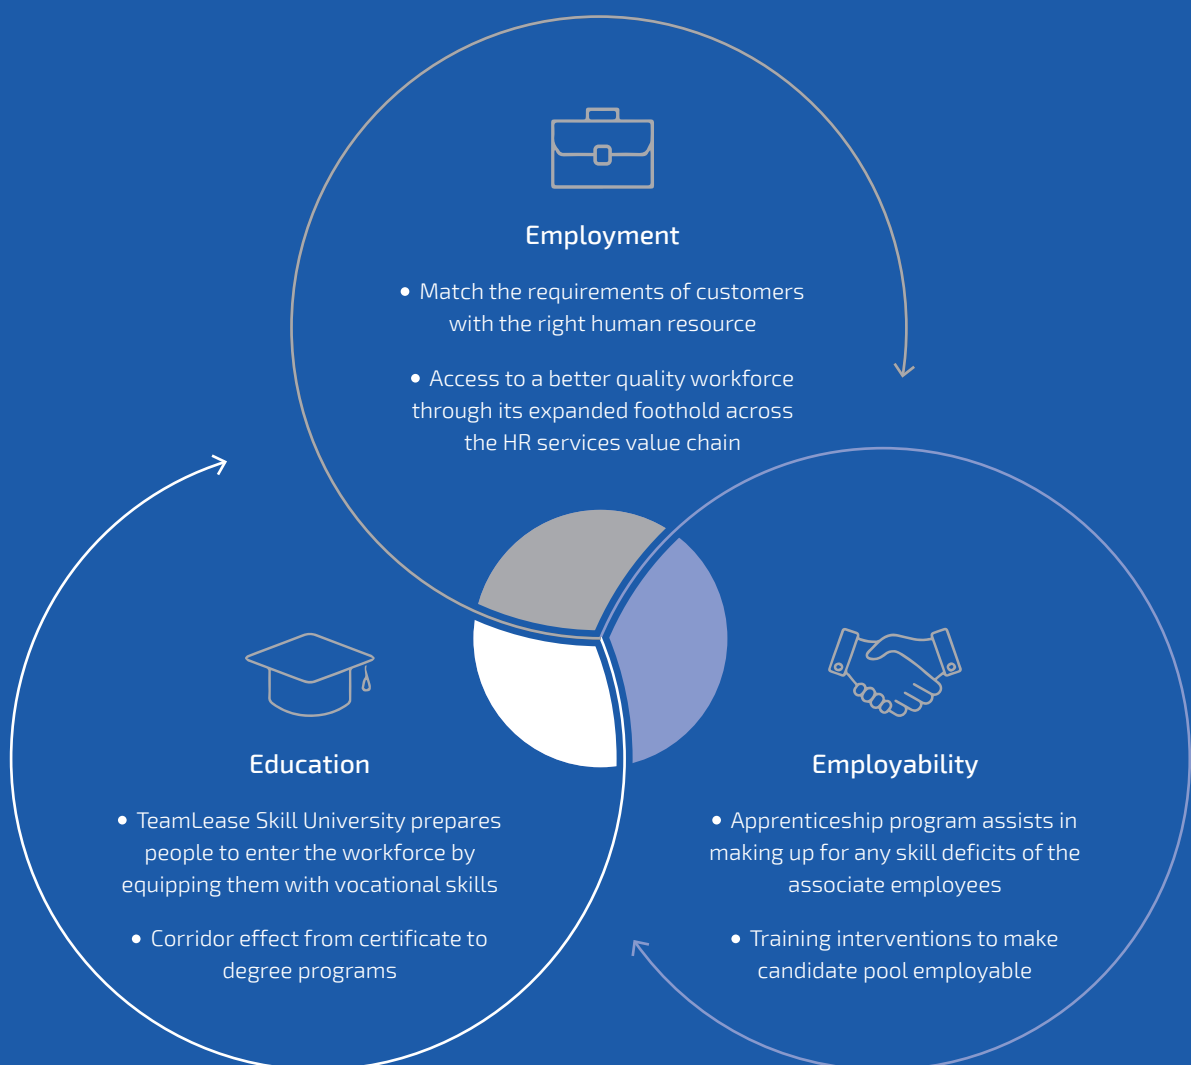 Employment
• Match the requirements of customers
with the right human resource
• Access to a better quality workforce
through its expanded foothold across
the HR services value chain
Education
• TeamLease Skill University prepares
people to enter the workforce by
equipping them with vocational skills
• Corridor effect from certificate to
degree programs
Employability
• Apprenticeship program assists in
making up for any skill deficits of the
associate employees
• Training interventions to make
candidate pool employable